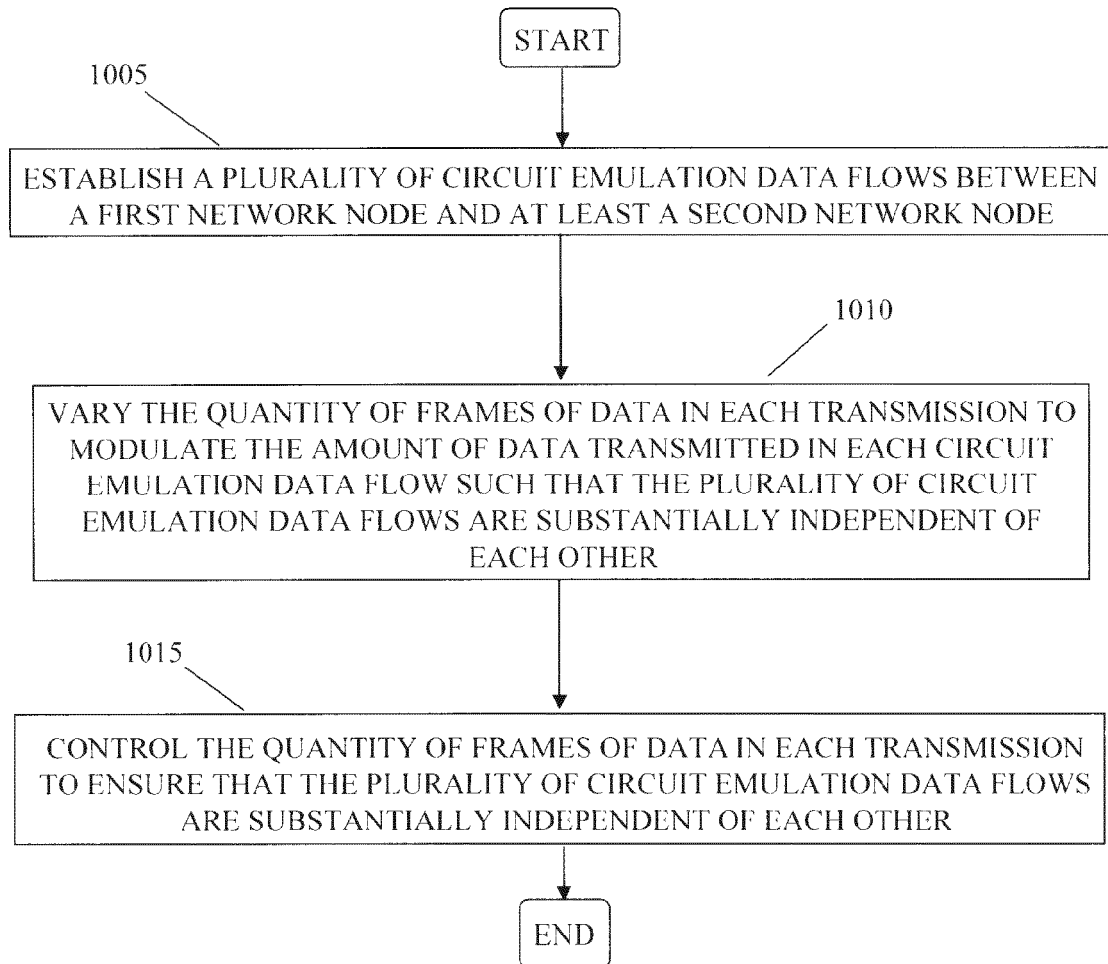 START
1005
ESTABLISH A PLURALITY OF CIRCUIT EMULATION DATA FLOWS BETWEEN
A FIRST NETWORK NODE AND AT LEAST A SECOND NETWORK NODE
1010
VARY THE QUANTITY OF FRAMES OF DATA IN EACH TRANSMISSION TO
MODULATE THE AMOUNT OF DATA TRANSMITTED IN EACH CIRCUIT
EMULATION DATA FLOW SUCH THAT THE PLURALITY OF CIRCUIT
EMULATION DATA FLOWS ARE SUBSTANTIALLY INDEPENDENT OF
EACH OTHER
1015
CONTROL THE QUANTITY OF FRAMES OF DATA IN EACH TRANSMISSION
TO ENSURE THAT THE PLURALITY OF CIRCUIT EMULATION DATA FLOWS
ARE SUBSTANTIALLY INDEPENDENT OF EACH OTHER
END